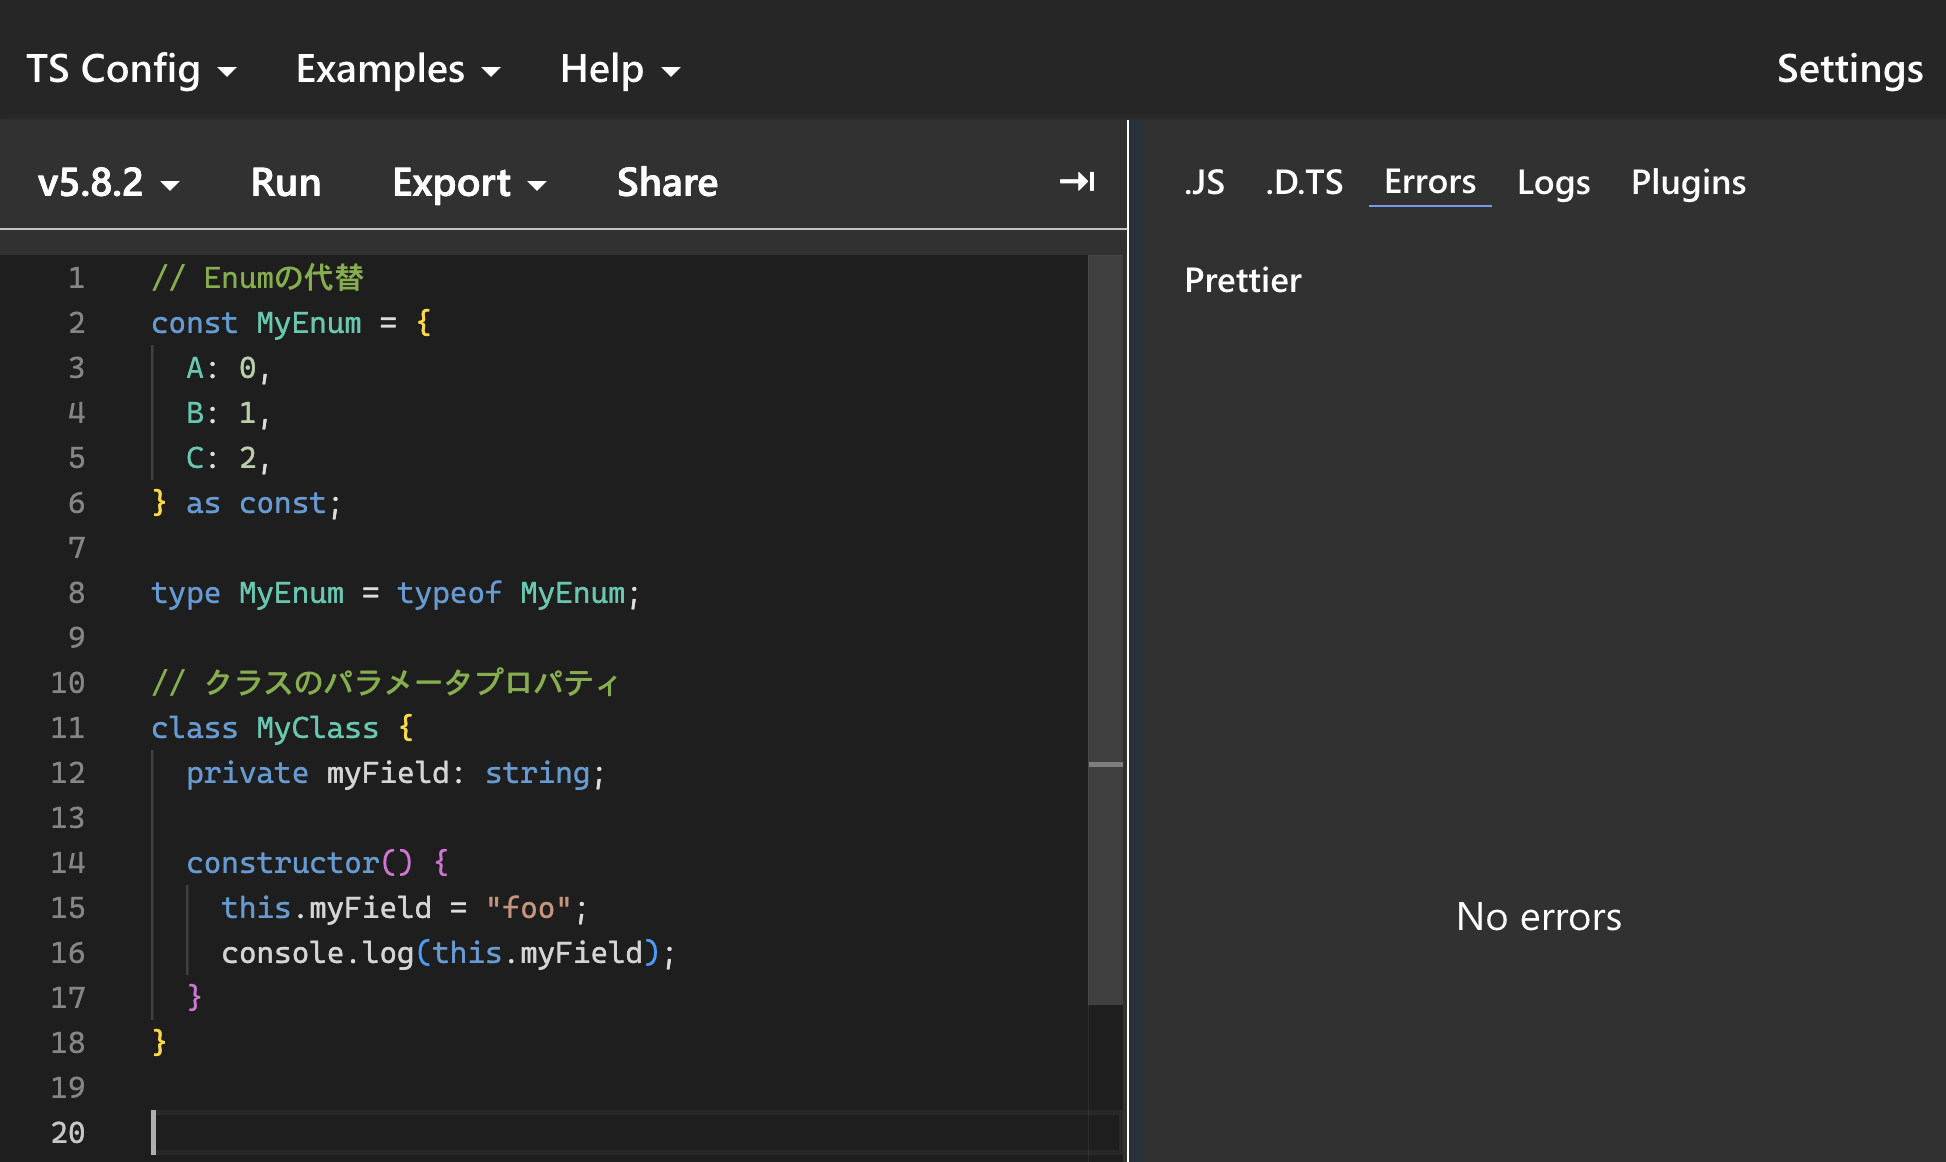 TS Config Examples Help Settings
v5.8.2 Run Export Share
.JS .D.TS Errors Logs Plugins
Prettier
1 // Enumの代替
2 const MyEnum = {
3   A: 0,
4   B: 1,
5   C: 2,
6 } as const;
7
8 type MyEnum = typeof MyEnum;
9
10 // クラスのパラメータプロパティ
11 class MyClass {
12   private myField: string;
13
14   constructor() {
15     this.myField = "foo";
16     console.log(this.myField);
17   }
18 }
19
20
No errors